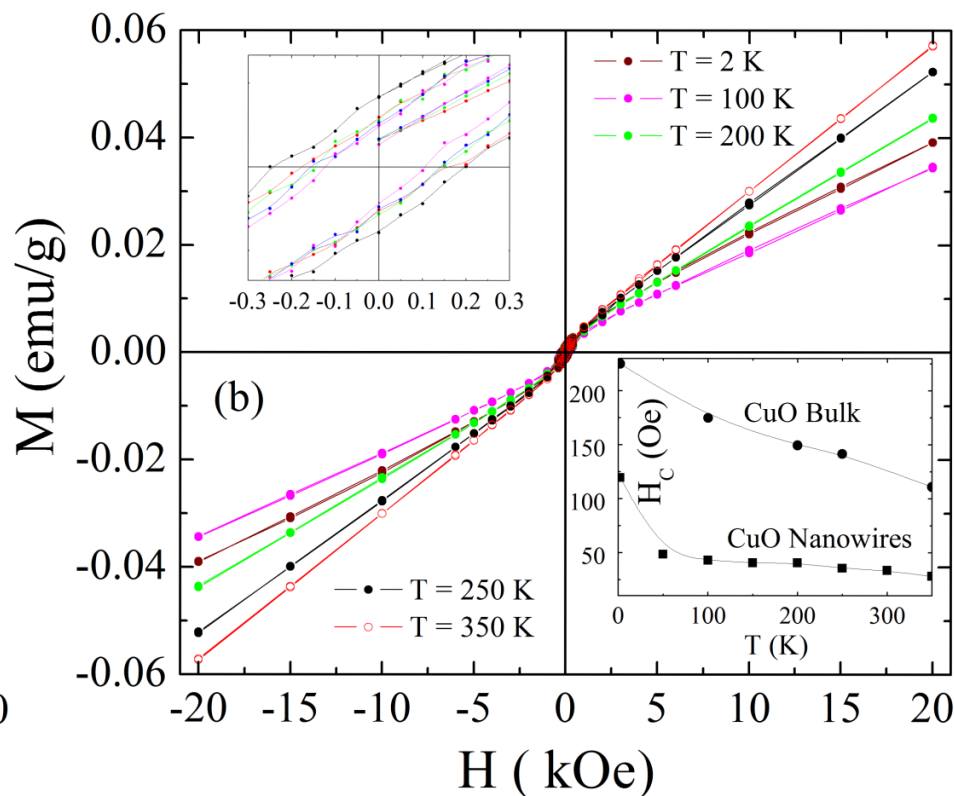 0.06
0.04
0.02
0.00
-0.02
-0.04
-0.06
M (emu/g)
T = 2 K
T = 100 K
T = 200 K
-0.3 -0.2 -0.1 0.0 0.1 0.2 0.3
(b)
T = 250 K
T = 350 K
200
150
100
50
H_C (Oe)
CuO Bulk
CuO Nanowires
0 100 200 300
T (K)
0
-20 -15 -10 -5 0 5 10 15 20
H ( kOe)